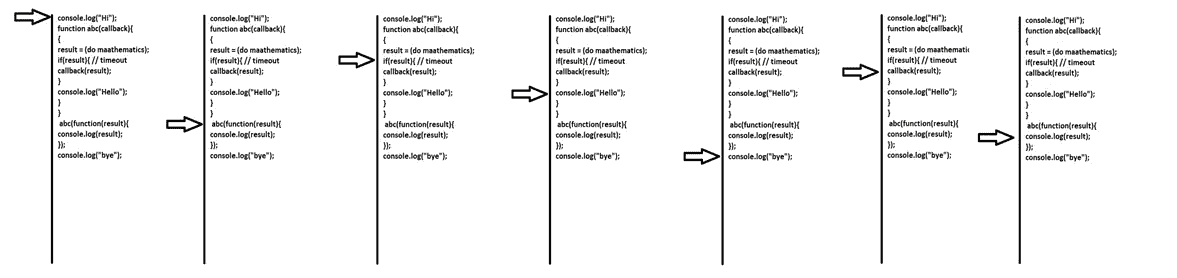 console.log("Hi");
function abc(callback){
{
result = (do maathematics);
if(result){ // timeout
callback(result);
}
console.log("Hello");
}
}
abc(function(result){
console.log(result);
});
console.log("bye");
console.log("Hi");
function abc(callback){
{
result = (do maathematics);
if(result){ // timeout
callback(result);
}
console.log("Hello");
}
}
abc(function(result){
console.log(result);
});
console.log("bye");
console.log("Hi");
function abc(callback){
{
result = (do maathematics);
if(result){ // timeout
callback(result);
}
console.log("Hello");
}
}
abc(function(result){
console.log(result);
});
console.log("bye");
console.log("Hi");
function abc(callback){
{
result = (do maathematics);
if(result){ // timeout
callback(result);
}
console.log("Hello");
}
}
abc(function(result){
console.log(result);
});
console.log("bye");
console.log("Hi");
function abc(callback){
{
result = (do maathematics);
if(result){ // timeout
callback(result);
}
console.log("Hello");
}
}
abc(function(result){
console.log(result);
});
console.log("bye");
console.log("Hi");
function abc(callback){
{
result = (do maathemati
if(result){ // timeout
callback(result);
}
console.log("Hello");
}
}
abc(function(result){
console.log(result);
});
console.log("bye");
console.log("Hi");
function abc(callback){
{
result = (do maathematics);
if(result){ // timeout
callback(result);
}
console.log("Hello");
}
}
abc(function(result){
console.log(result);
});
console.log("bye");